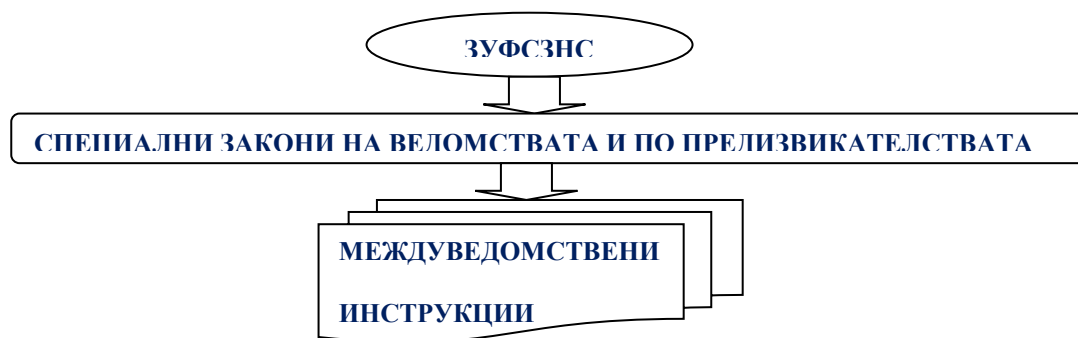 ЗУФСЗНС
СПЕЦИАЛНИ ЗАКОНИ НА ВЕДОМСТВАТА И ПО ПРЕДИЗВИКАТЕЛСТВАТА
МЕЖДУВЕДОМСТВЕНИ
ИНСТРУКЦИИ